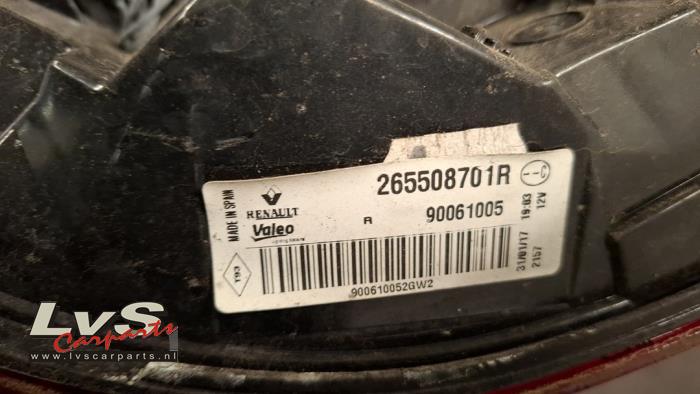 MADE IN SPAIN
RENAULT
Valeo
T93
265508701R
R 90061005
900610052GW2
--C
19:03 12V
31/01/17 2157
LvS
Carparts
www.lvscarparts.nl